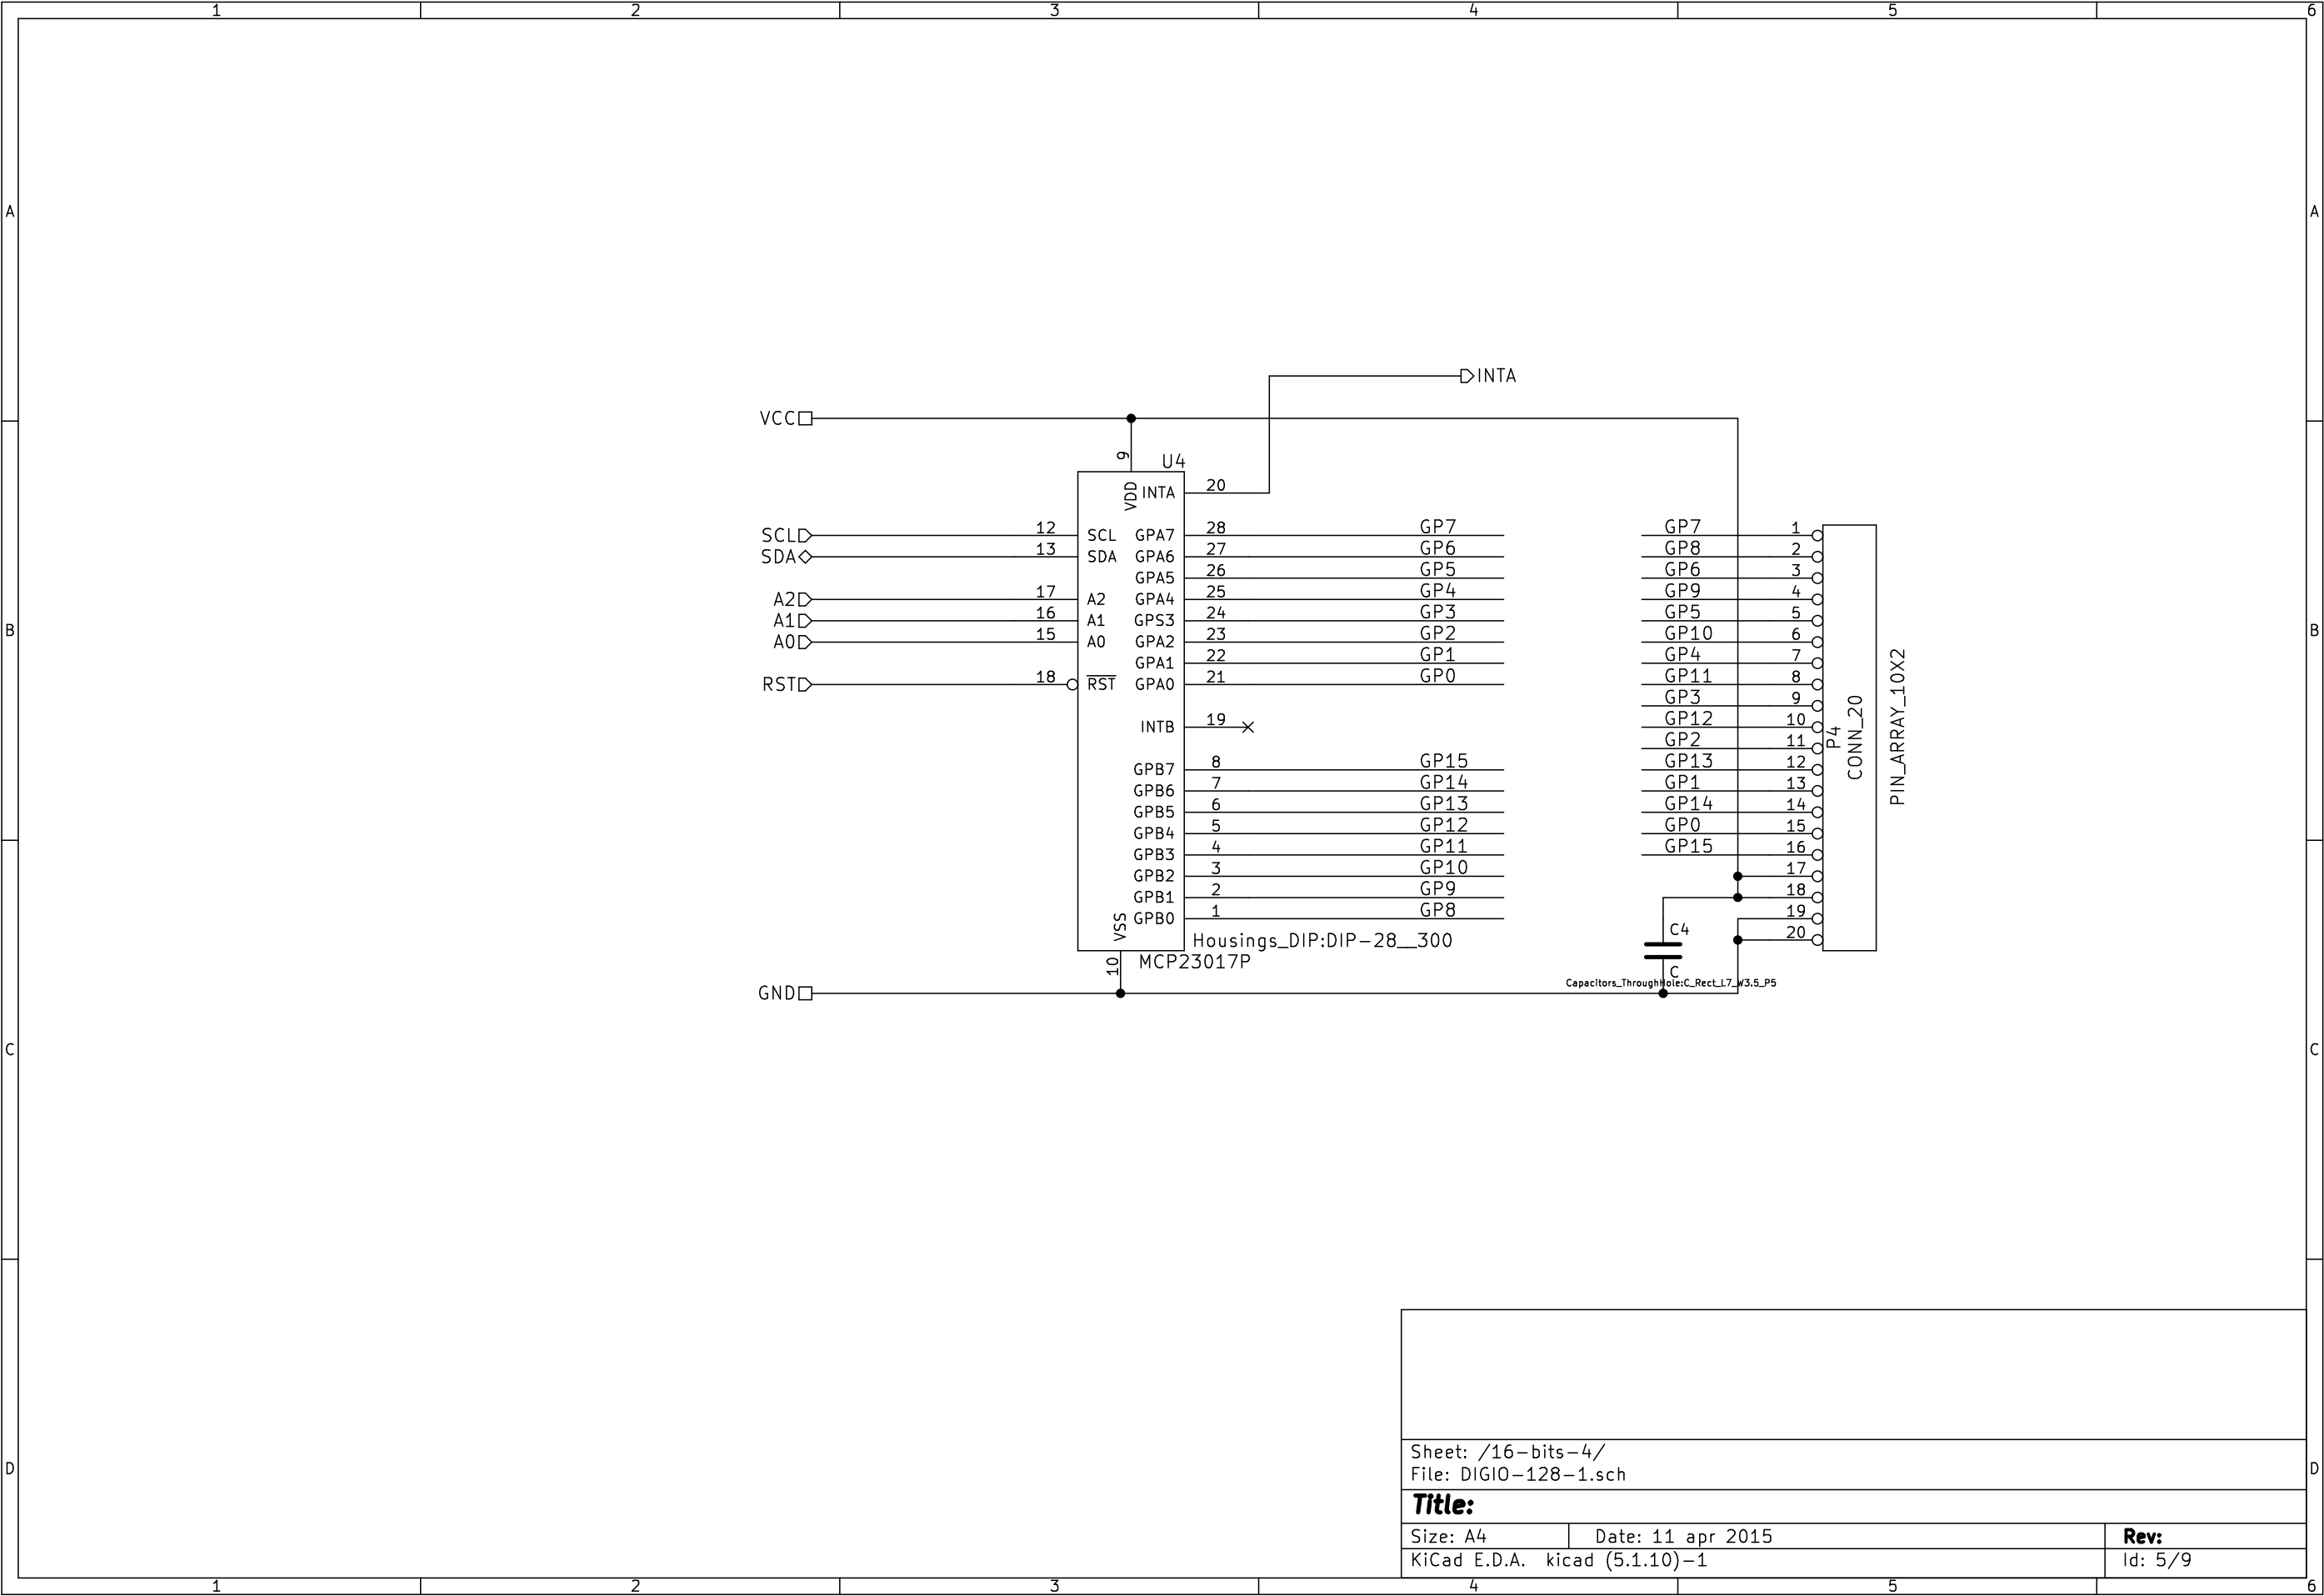 1 2 3 4 5 6
A A
INTA
VCC
9
U4
VDD INTA 20
SCL 12 SCL GPA7 28 GP7 GP7 1
SDA 13 SDA GPA6 27 GP6 GP8 2
GPA5 26 GP5 GP6 3
A2 17 A2 GPA4 25 GP4 GP9 4
A1 16 A1 GPS3 24 GP3 GP5 5
B B
A0 15 A0 GPA2 23 GP2 GP10 6
GPA1 22 GP1 GP4 7
RST 18 RST GPA0 21 GP0 GP11 8
GP3 9
INTB 19 GP12 10
GP2 11
P4
CONN_20
PIN_ARRAY_10X2
GPB7 8 GP15 GP13 12
GPB6 7 GP14 GP1 13
GPB5 6 GP13 GP14 14
GPB4 5 GP12 GP0 15
GPB3 4 GP11 GP15 16
GPB2 3 GP10 17
GPB1 2 GP9 18
VSS GPB0 1 GP8 19
C4 20
Housings_DIP:DIP-28__300
10 MCP23017P
C
Capacitors_ThroughHole:C_Rect_L7_W3.5_P5
GND
C C
Sheet: /16-bits-4/
D D
File: DIGIO-128-1.sch
Title:
Size: A4 Date: 11 apr 2015 Rev:
KiCad E.D.A. kicad (5.1.10)-1 Id: 5/9
1 2 3 4 5 6